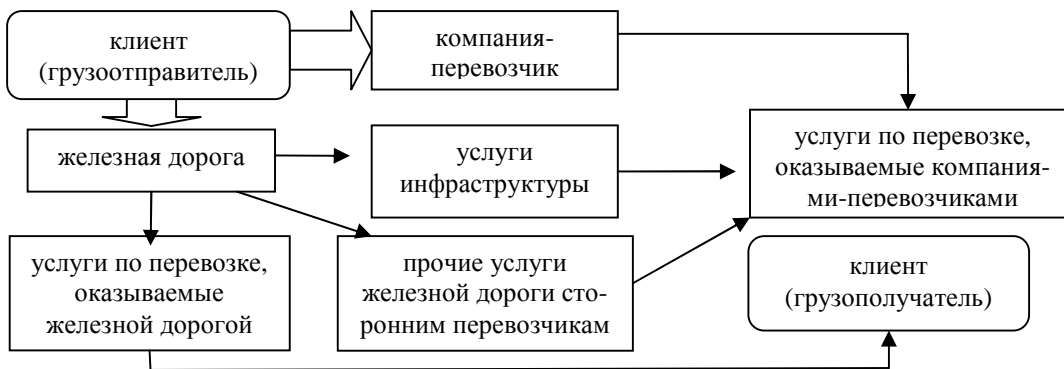 клиент
(грузоотправитель)
компания-
перевозчик
железная дорога
услуги
инфраструктуры
услуги по перевозке,
оказываемые компания-
ми-перевозчиками
услуги по перевозке,
оказываемые
железной дорогой
прочие услуги
железной дороги сто-
ронним перевозчикам
клиент
(грузополучатель)